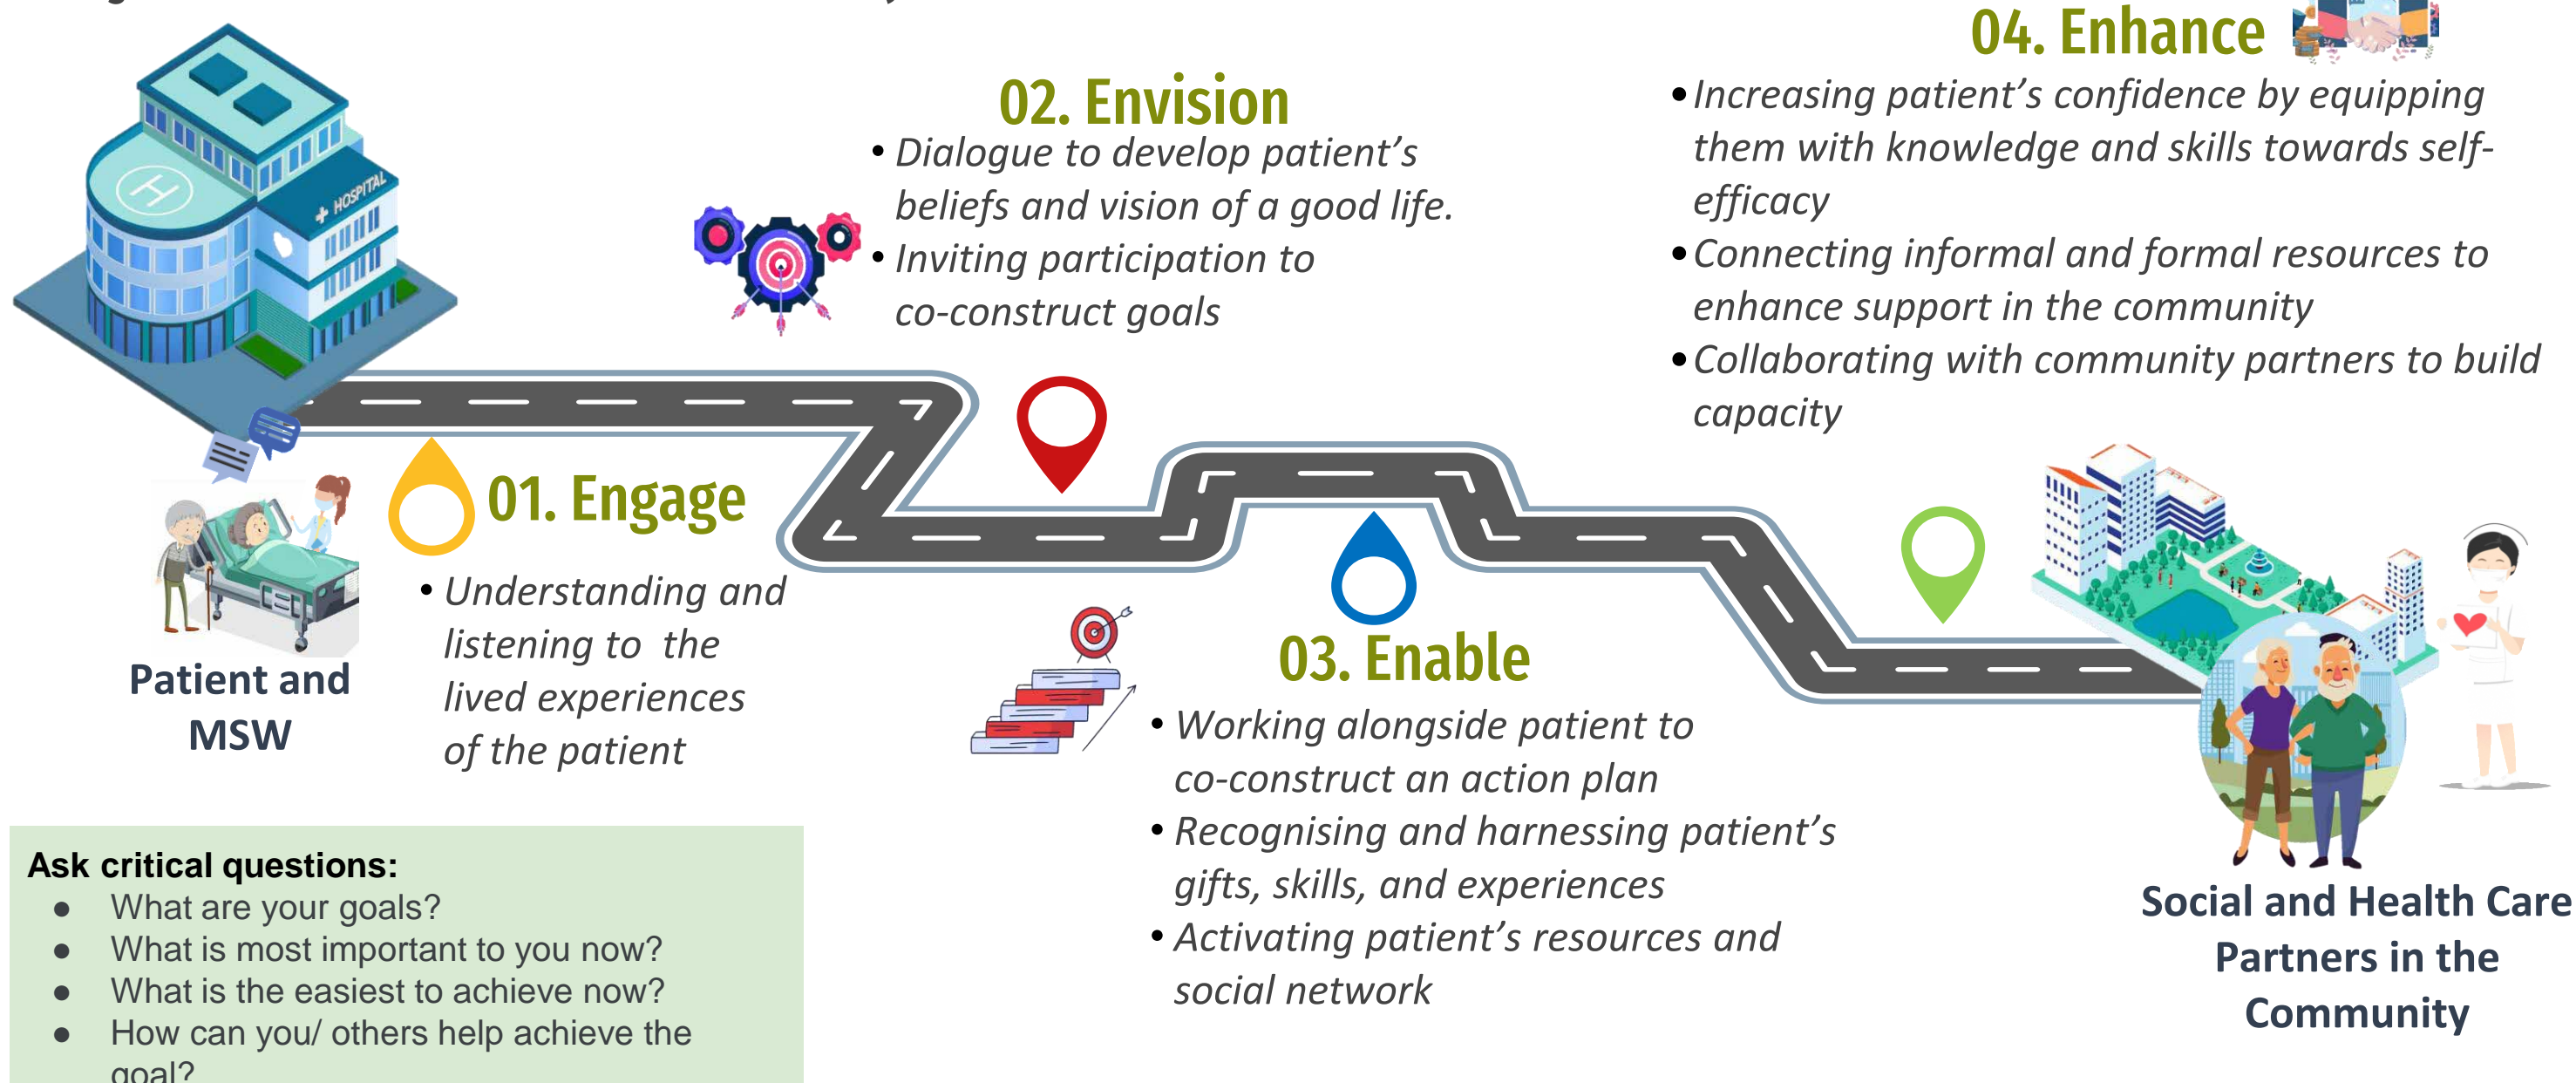 + HOSPITAL
H
01. Engage
• Understanding and
listening to the
lived experiences
of the patient
Patient and
MSW
02. Envision
• Dialogue to develop patient's
beliefs and vision of a good life.
• Inviting participation to
co-construct goals
03. Enable
• Working alongside patient to
co-construct an action plan
• Recognising and harnessing patient's
gifts, skills, and experiences
• Activating patient's resources and
social network
04. Enhance
• Increasing patient's confidence by equipping
them with knowledge and skills towards self-
efficacy
• Connecting informal and formal resources to
enhance support in the community
• Collaborating with community partners to build
capacity
Social and Health Care
Partners in the
Community
Ask critical questions:
● What are your goals?
● What is most important to you now?
● What is the easiest to achieve now?
● How can you/ others help achieve the
goal?